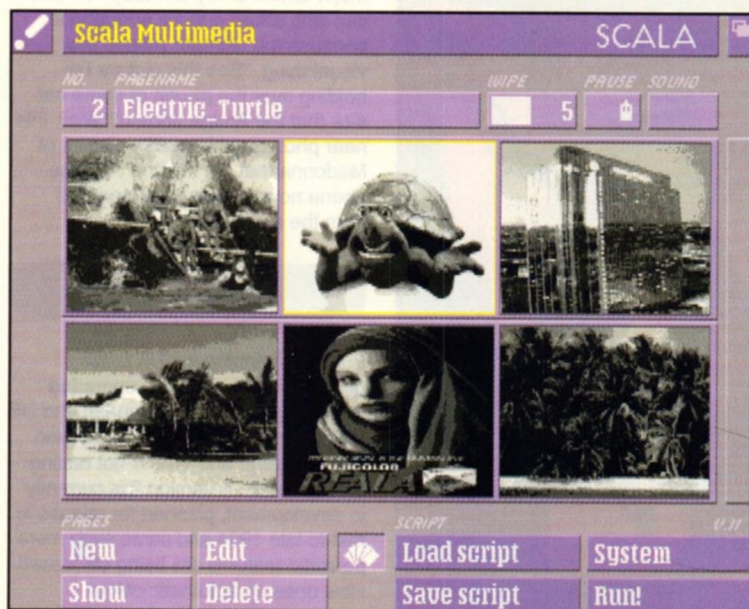 Scala Multimedia SCALA
NO. PAGENAME WIPE PAUSE SOUND
2 Electric_Turtle 5
FUJICOLOR
REALA
PAGES SCRIPT V.11
New Edit Load script System
Show Delete Save script Run!